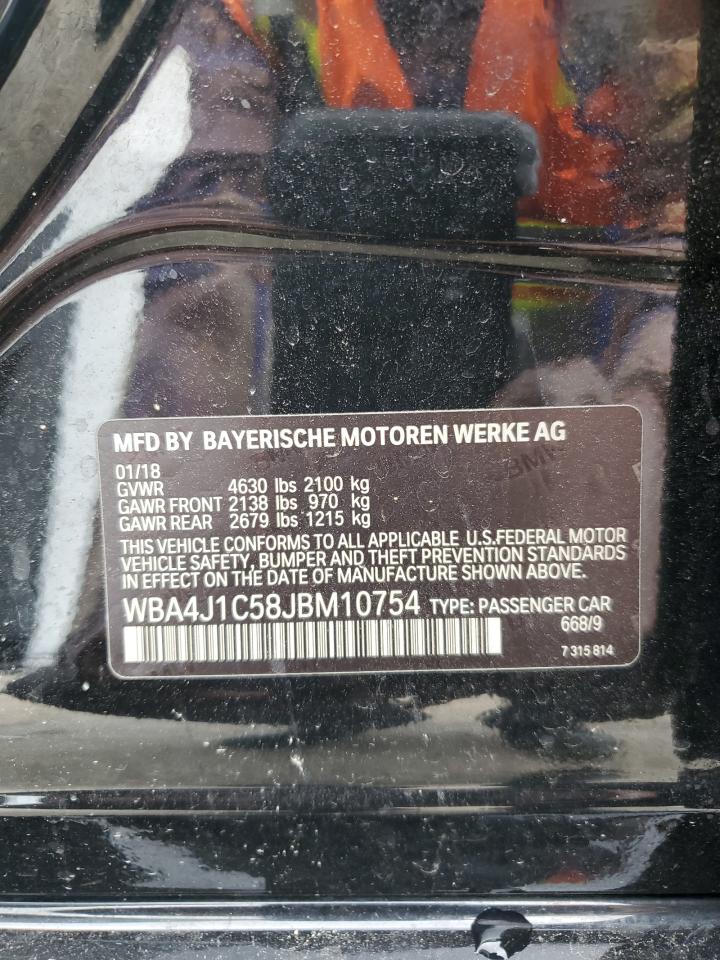 MFD BY BAYERISCHE MOTOREN WERKE AG
01/18
GVWR 4630 lbs 2100 kg
GAWR FRONT 2138 lbs 970 kg
GAWR REAR 2679 lbs 1215 kg
THIS VEHICLE CONFORMS TO ALL APPLICABLE U.S.FEDERAL MOTOR
VEHICLE SAFETY, BUMPER AND THEFT PREVENTION STANDARDS
IN EFFECT ON THE DATE OF MANUFACTURE SHOWN ABOVE.
WBA4J1C58JBM10754 TYPE: PASSENGER CAR
668/9
7 315 814